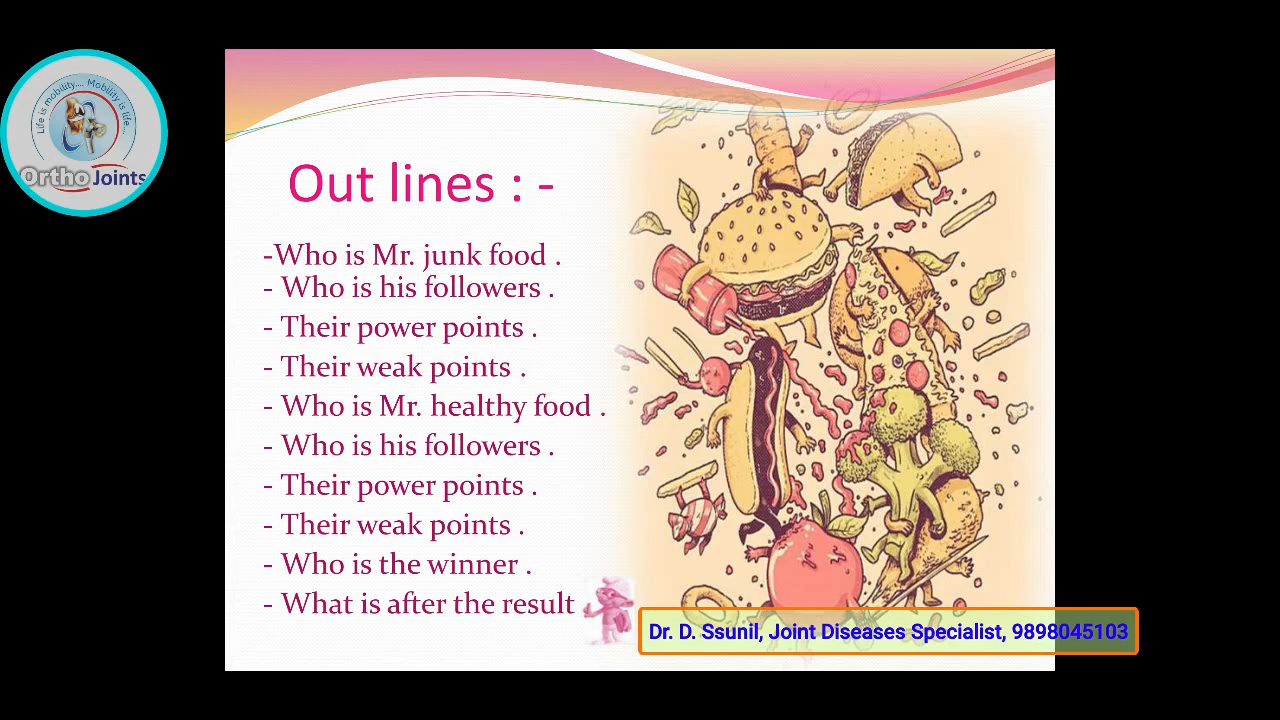 Life is mobility.... Mobility is life...
Ortho Joints
Out lines : -
-Who is Mr. junk food .
- Who is his followers .
- Their power points .
- Their weak points .
- Who is Mr. healthy food .
- Who is his followers .
- Their power points .
- Their weak points .
- Who is the winner .
- What is after the result
Dr. D. Ssunil, Joint Diseases Specialist, 9898045103